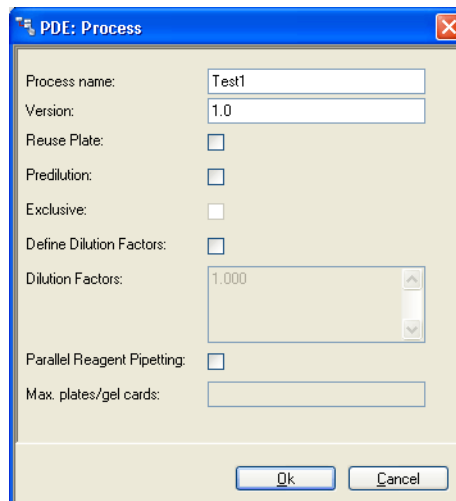 PDE: Process
Process name: Test1
Version: 1.0
Reuse Plate:
Predilution:
Exclusive:
Define Dilution Factors:
Dilution Factors: 1.000
Parallel Reagent Pipetting:
Max. plates/gel cards:
Ok Cancel